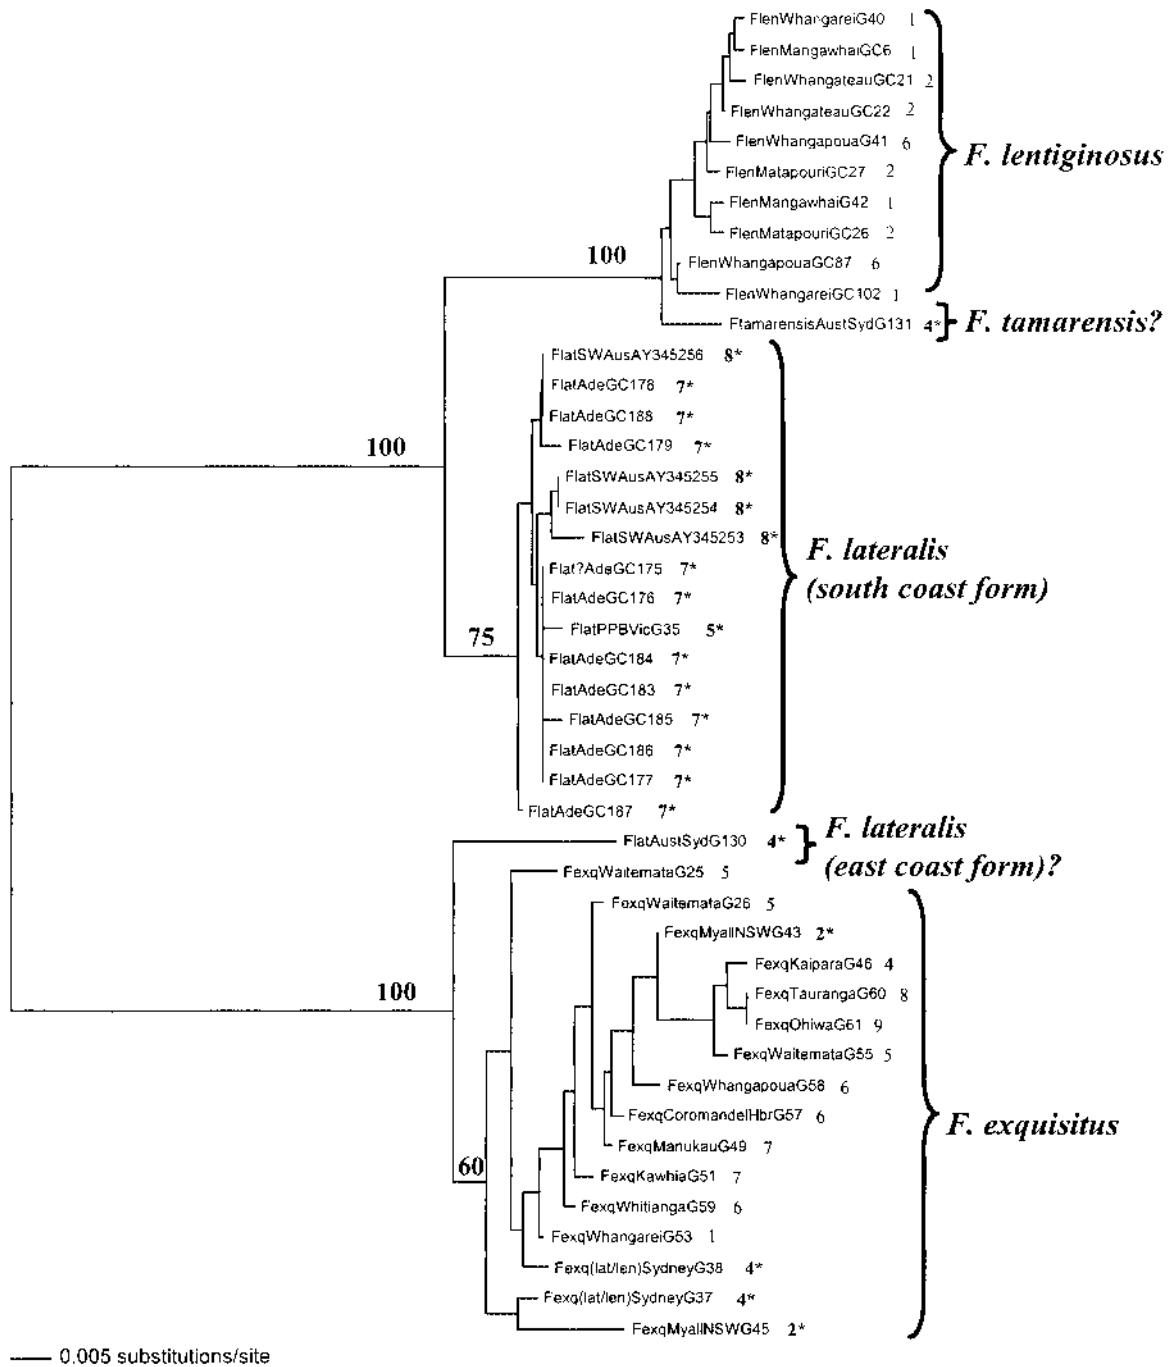 FlenWhangareiG40 1
FlenMangawhaiGC6 1
FlenWhangateauGC21 2
FlenWhangateauGC22 2
FlenWhangapouaG41 6
F. lentiginosus
FlenMatapouriGC27 2
FlenMangawhaiG42 1
FlenMatapouriGC26 2
100
FlenWhangapouaGC87 6
FlenWhangareiGC102 1
FtamarensisAustSydG131 4*
F. tamarensis?
FlatSWAusAY345256 8*
FlatAdeGC178 7*
FlatAdeGC188 7*
100
FlatAdeGC179 7*
FlatSWAusAY345255 8*
FlatSWAusAY345254 8*
FlatSWAusAY345253 8*
F. lateralis
(south coast form)
Flat?AdeGC175 7*
FlatAdeGC176 7*
75
FlatPPBVicG35 5*
FlatAdeGC184 7*
FlatAdeGC183 7*
FlatAdeGC185 7*
FlatAdeGC186 7*
FlatAdeGC177 7*
FlatAdeGC187 7*
F. lateralis
(east coast form)?
FlatAustSydG130 4*
FexqWaitemataG25 5
FexqWaitemataG26 5
FexqMyallNSWG43 2*
FexqKaiparaG46 4
100
FexqTaurangaG60 8
FexqOhiwaG61 9
FexqWaitemataG55 5
FexqWhangapouaG58 6
FexqCoromandelHbrG57 6
F. exquisitus
FexqManukauG49 7
60
FexqKawhiaG51 7
FexqWhitiangaG59 6
FexqWhangareiG53 1
Fexq(lat/len)SydneyG38 4*
Fexq(lat/len)SydneyG37 4*
FexqMyallNSWG45 2*
0.005 substitutions/site